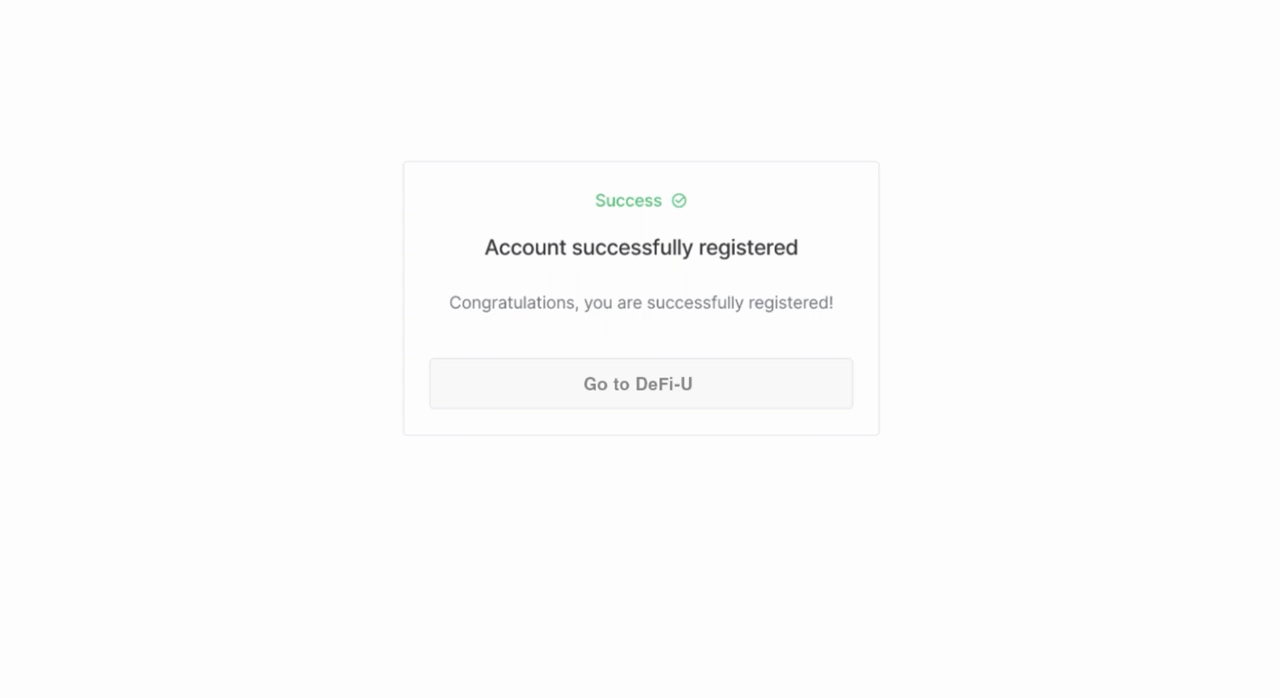 Success
Account successfully registered
Congratulations, you are successfully registered!
Go to DeFi-U